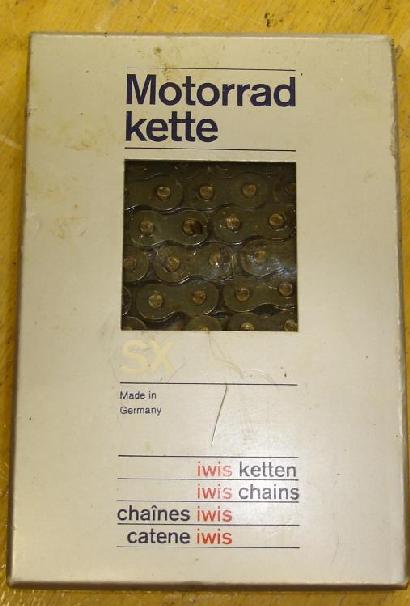 Motorrad
kette
SX
Made in
Germany
iwis ketten
iwis chains
chaînes iwis
catene iwis